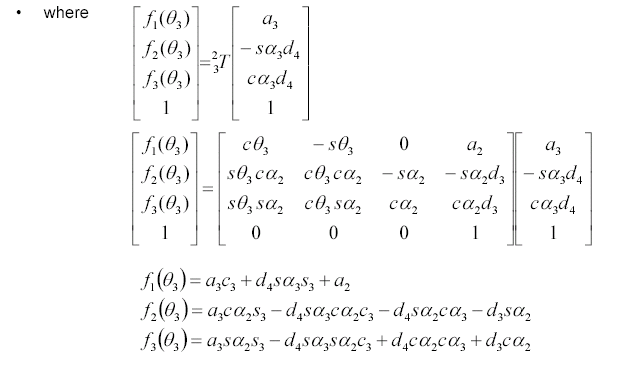 • where
[f₁(θ₃) f₂(θ₃) f₃(θ₃) 1] = ²₃T [a₃ −sα₃d₄ cα₃d₄ 1]
[f₁(θ₃) f₂(θ₃) f₃(θ₃) 1] = [cθ₃ −sθ₃ 0 a₂
sθ₃cα₂ cθ₃cα₂ −sα₂ −sα₂d₃
sθ₃sα₂ cθ₃sα₂ cα₂ cα₂d₃
0 0 0 1] [a₃ −sα₃d₄ cα₃d₄ 1]
f₁(θ₃) = a₃c₃ + d₄sα₃s₃ + a₂
f₂(θ₃) = a₃cα₂s₃ − d₄sα₃cα₂c₃ − d₄sα₂cα₃ − d₃sα₂
f₃(θ₃) = a₃sα₂s₃ − d₄sα₃sα₂c₃ + d₄cα₂cα₃ + d₃cα₂